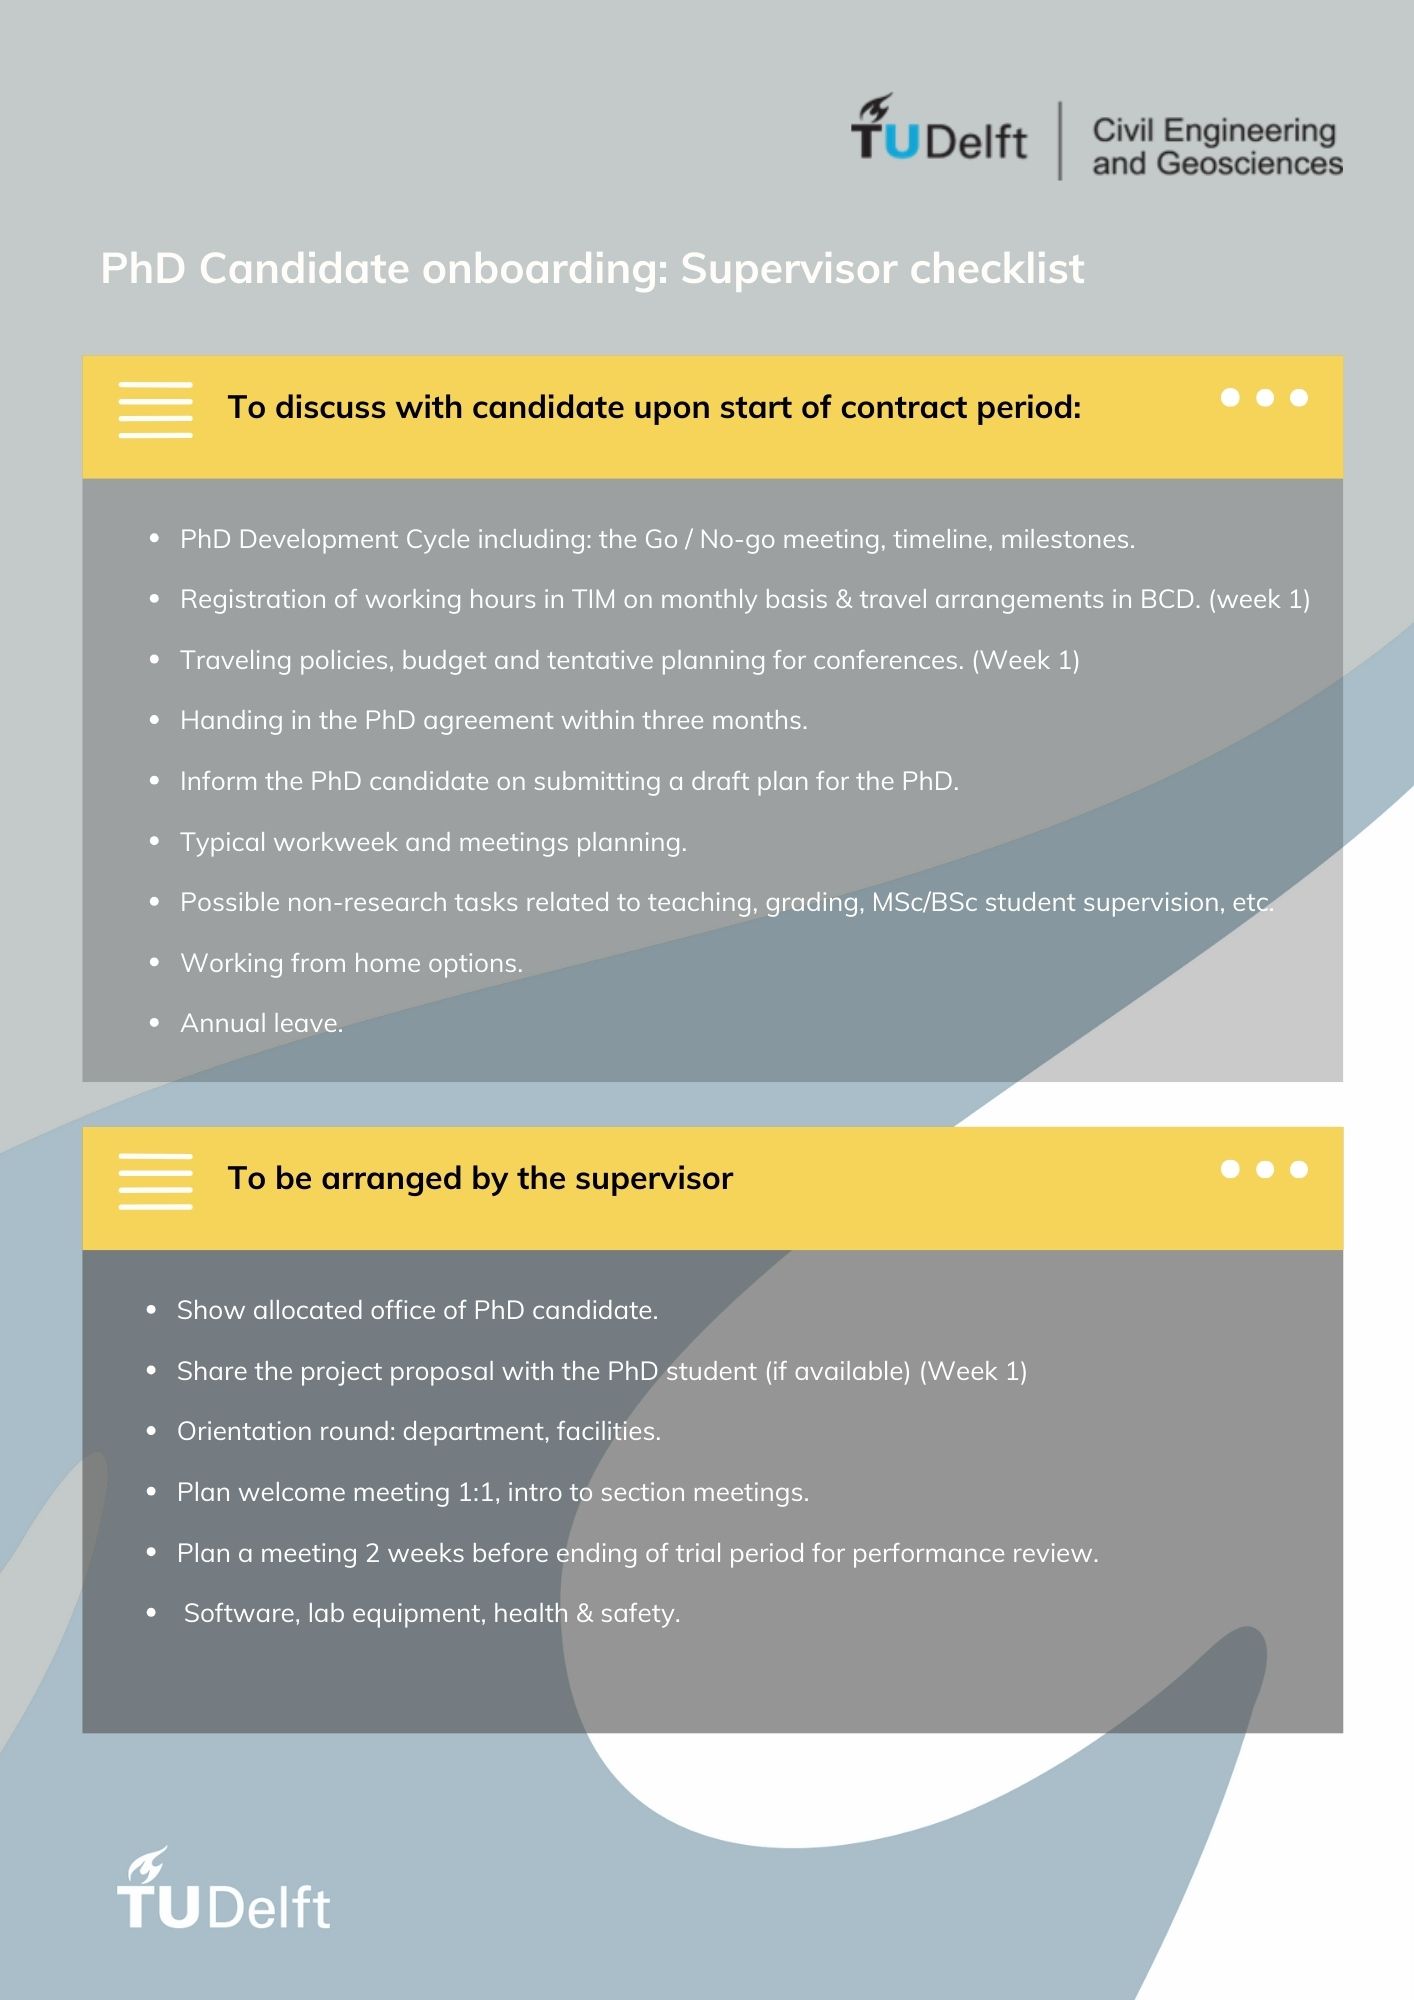 TU Delft
Civil Engineering
and Geosciences
PhD Candidate onboarding: Supervisor checklist
To discuss with candidate upon start of contract period:
• PhD Development Cycle including: the Go / No-go meeting, timeline, milestones.
• Registration of working hours in TIM on monthly basis & travel arrangements in BCD. (week 1)
• Traveling policies, budget and tentative planning for conferences. (Week 1)
• Handing in the PhD agreement within three months.
• Inform the PhD candidate on submitting a draft plan for the PhD.
• Typical workweek and meetings planning.
• Possible non-research tasks related to teaching, grading, MSc/BSc student supervision, etc.
• Working from home options.
• Annual leave.
To be arranged by the supervisor
• Show allocated office of PhD candidate.
• Share the project proposal with the PhD student (if available) (Week 1)
• Orientation round: department, facilities.
• Plan welcome meeting 1:1, intro to section meetings.
• Plan a meeting 2 weeks before ending of trial period for performance review.
• Software, lab equipment, health & safety.
TU Delft